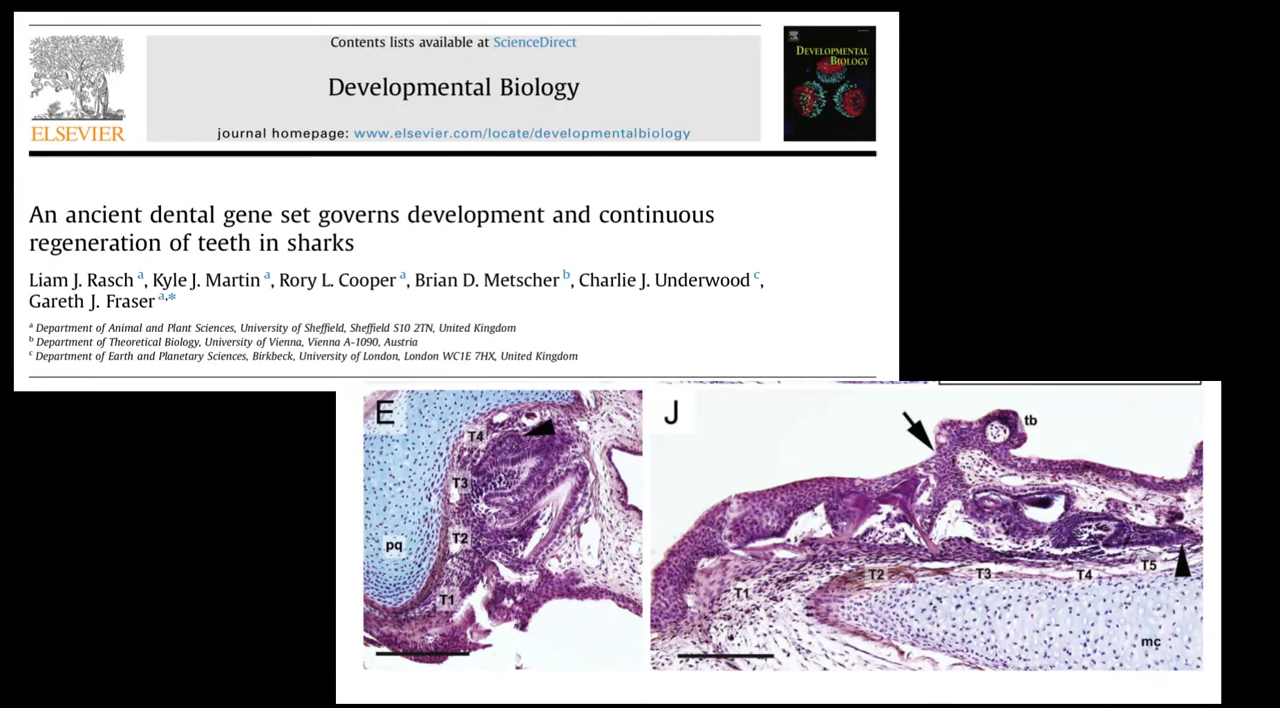 Contents lists available at ScienceDirect
Developmental Biology
journal homepage: www.elsevier.com/locate/developmentalbiology
ELSEVIER
DEVELOPMENTAL
BIOLOGY
An ancient dental gene set governs development and continuous
regeneration of teeth in sharks
Liam J. Rasch a, Kyle J. Martin a, Rory L. Cooper a, Brian D. Metscher b, Charlie J. Underwood c,
Gareth J. Fraser a,*
a Department of Animal and Plant Sciences, University of Sheffield, Sheffield S10 2TN, United Kingdom
b Department of Theoretical Biology, University of Vienna, Vienna A-1090, Austria
c Department of Earth and Planetary Sciences, Birkbeck, University of London, London WC1E 7HX, United Kingdom
E
T4
T3
T2
pq
T1
J
tb
T1
T2
T3
T4
T5
mc